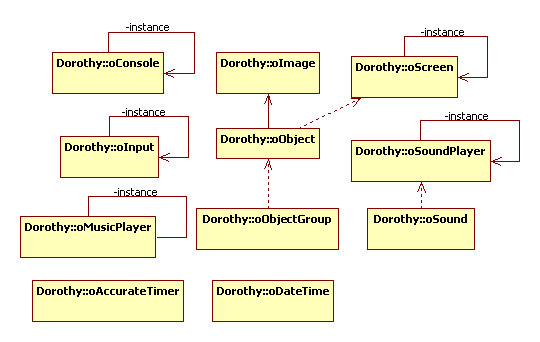 -instance
-instance
Dorothy::oConsole
Dorothy::oImage
Dorothy::oScreen
-instance
-instance
Dorothy::oInput
Dorothy::oObject
Dorothy::oSoundPlayer
-instance
Dorothy::oMusicPlayer
Dorothy::oObjectGroup
Dorothy::oSound
Dorothy::oAccurateTimer
Dorothy::oDateTime